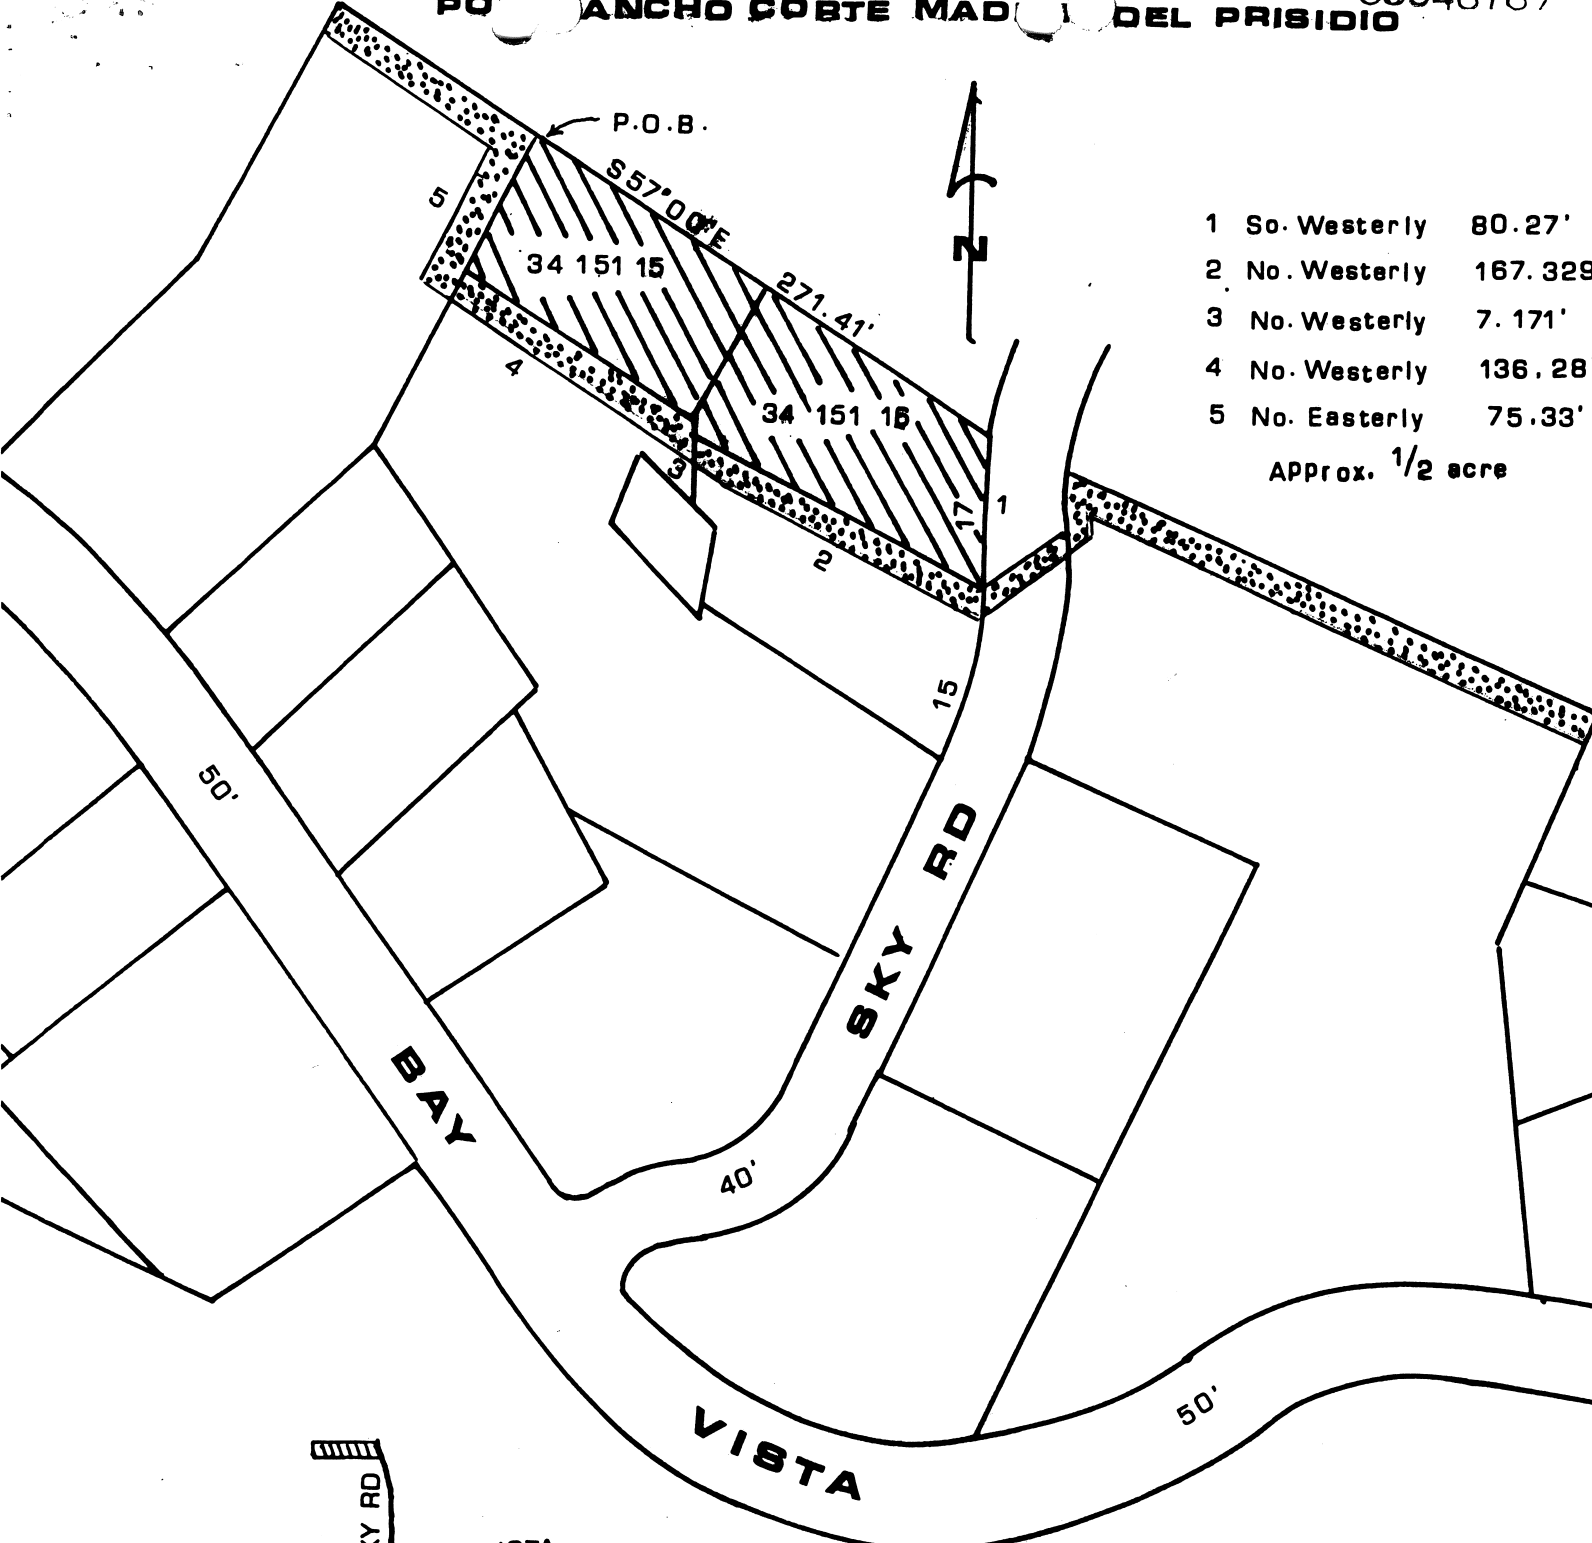 ANCHO COBTE MAD DEL PRISIDIO
P.O.B.
S57°00'E
271.41'
N
34 151 15
34 151 16
5
4
3
2
1
17
15
1 So. Westerly 80.27'
2 No. Westerly 167.329
3 No. Westerly 7.171'
4 No. Westerly 136.28
5 No. Easterly 75.33'
Approx. 1/2 acre
50'
SKY RD
BAY
40'
VISTA
50'
KY RD